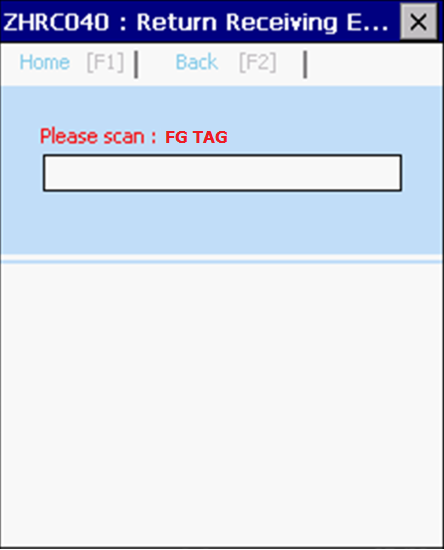 ZHRC040 : Return Receiving E...
Home [F1] Back [F2]
Please scan : FG TAG